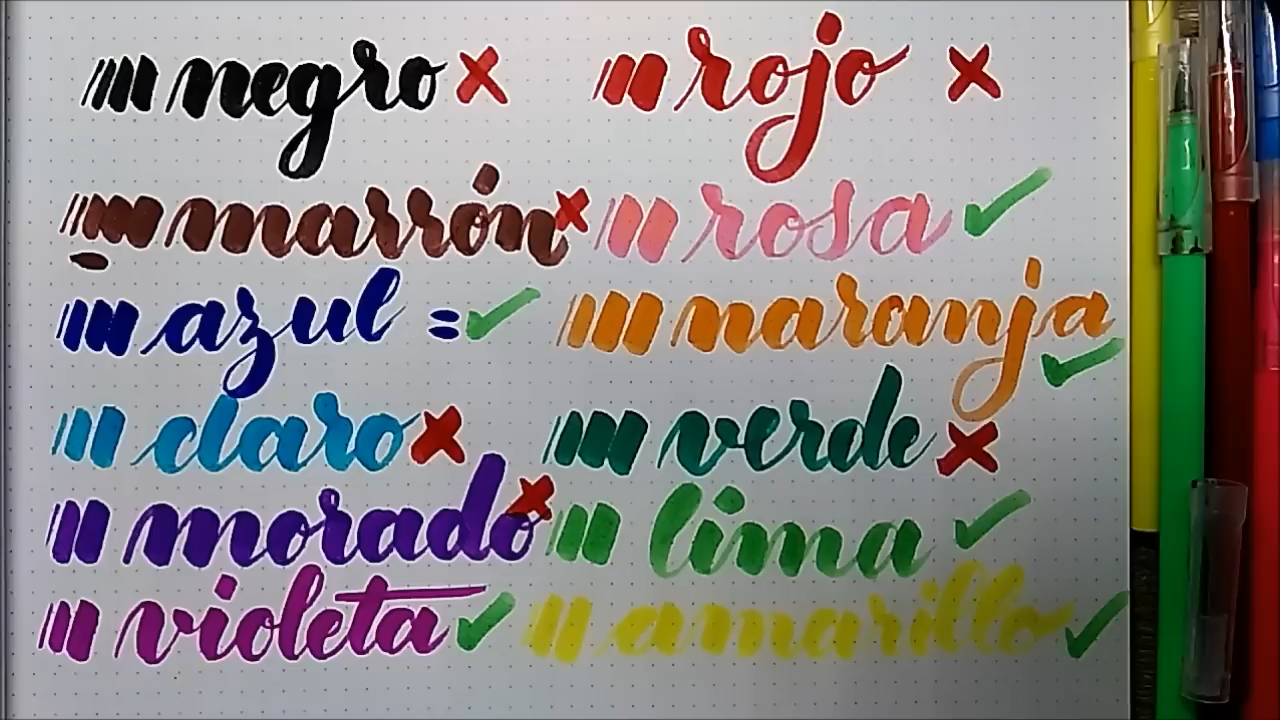 negro rojo
marrón rosa
azul = naranja
claro verde
morado lima
violeta amarillo